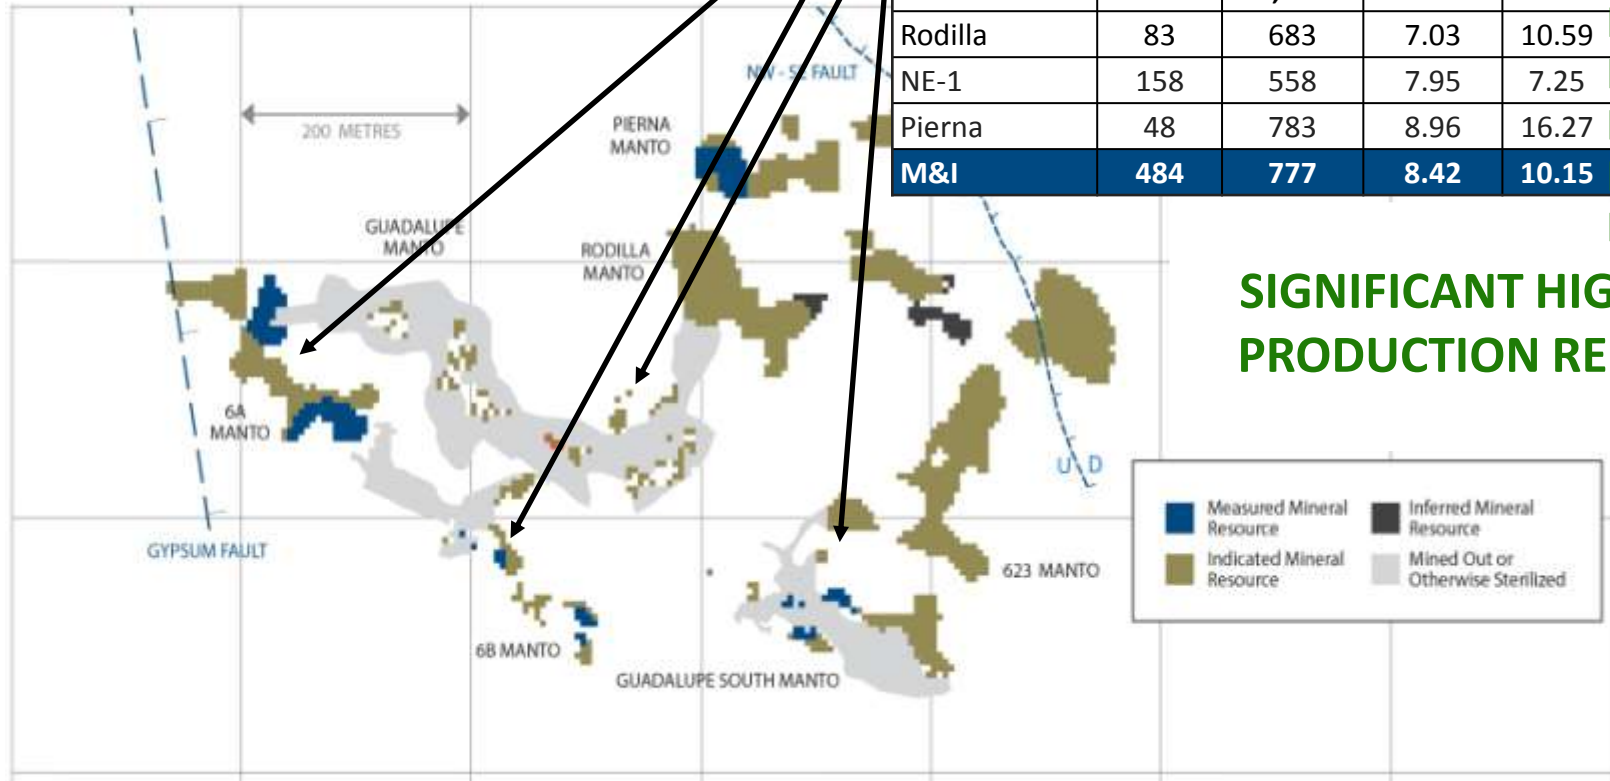 Rodilla 83 683 7.03 10.59
NE-1 158 558 7.95 7.25
Pierna 48 783 8.96 16.27
M&I 484 777 8.42 10.15
NW - SE FAULT
200 METRES
PIERNA
MANTO
GUADALUPE
MANTO
RODILLA
MANTO
SIGNIFICANT HIG
PRODUCTION RE
6A
MANTO
U D
GYPSUM FAULT
623 MANTO
6B MANTO
GUADALUPE SOUTH MANTO
Measured Mineral
Resource
Indicated Mineral
Resource
Inferred Mineral
Resource
Mined Out or
Otherwise Sterilized